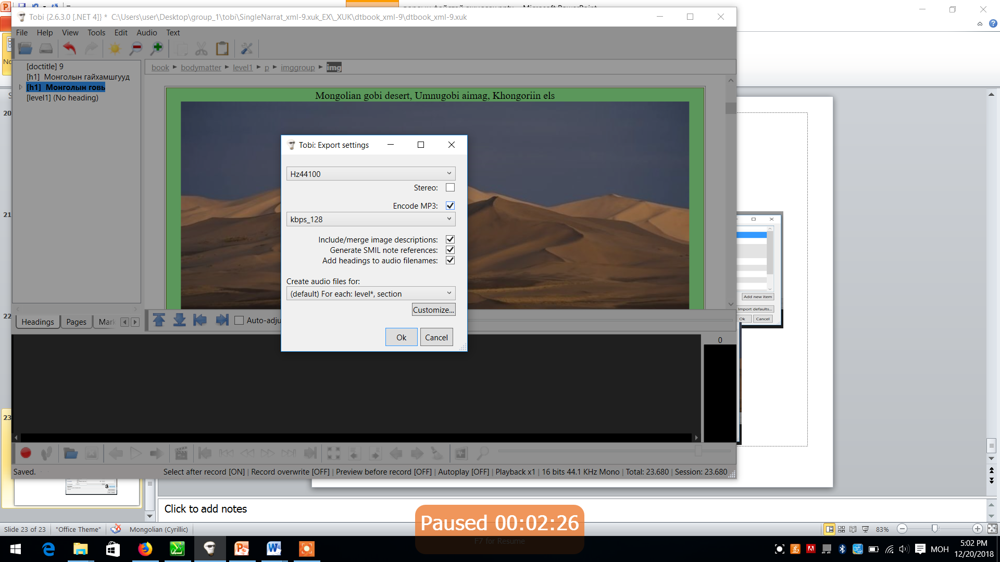 Tobi {2.6.3.0 [.NET 4]} * C:\Users\user\Desktop\group_1\tobi\SingleNarrat_xml-9.xuk_EX\_XUK\dtbook_xml-9\dtbook_xml-9.xuk
File Help View Tools Edit Audio Text
[doctitle] 9
[h1] Монголын гайхамшгууд
[h1] Монголын говь
[level1] (No heading)
book bodymatter level1 p imggroup img
Mongolian gobi desert, Umnugobi aimag, Khongoriin els
Tobi: Export settings
Hz44100
Stereo:
Encode MP3:
kbps_128
Include/merge image descriptions:
Generate SMIL note references:
Add headings to audio filenames:
Create audio files for:
(default) For each: level*, section
Customize...
Ok Cancel
20
21
22
23
Add new item
Import defaults...
Ok Cancel
Headings Pages Mark
Auto-adju
0
Saved.
Select after record [ON] | Record overwrite [OFF] | Preview before record [OFF] | Autoplay [OFF] | Playback x1 | 16 bits 44.1 KHz Mono | Total: 23.680 | Session: 23.680
3
Click to add notes
Paused 00:02:26
F7 for Resume
Slide 23 of 23 "Office Theme" Mongolian (Cyrillic) 83%
МОН
5:02 PM
12/20/2018